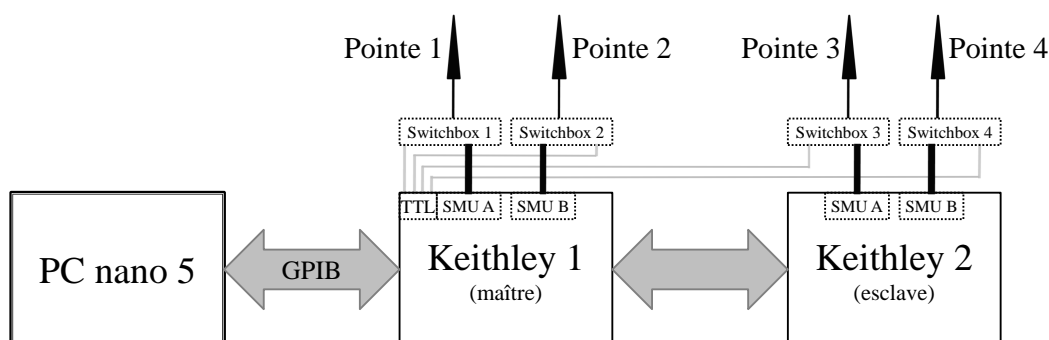 Pointe 1
Pointe 2
Pointe 3
Pointe 4
Switchbox 1
Switchbox 2
Switchbox 3
Switchbox 4
TTL
SMU A
SMU B
SMU A
SMU B
PC nano 5
GPIB
Keithley 1
(maître)
Keithley 2
(esclave)